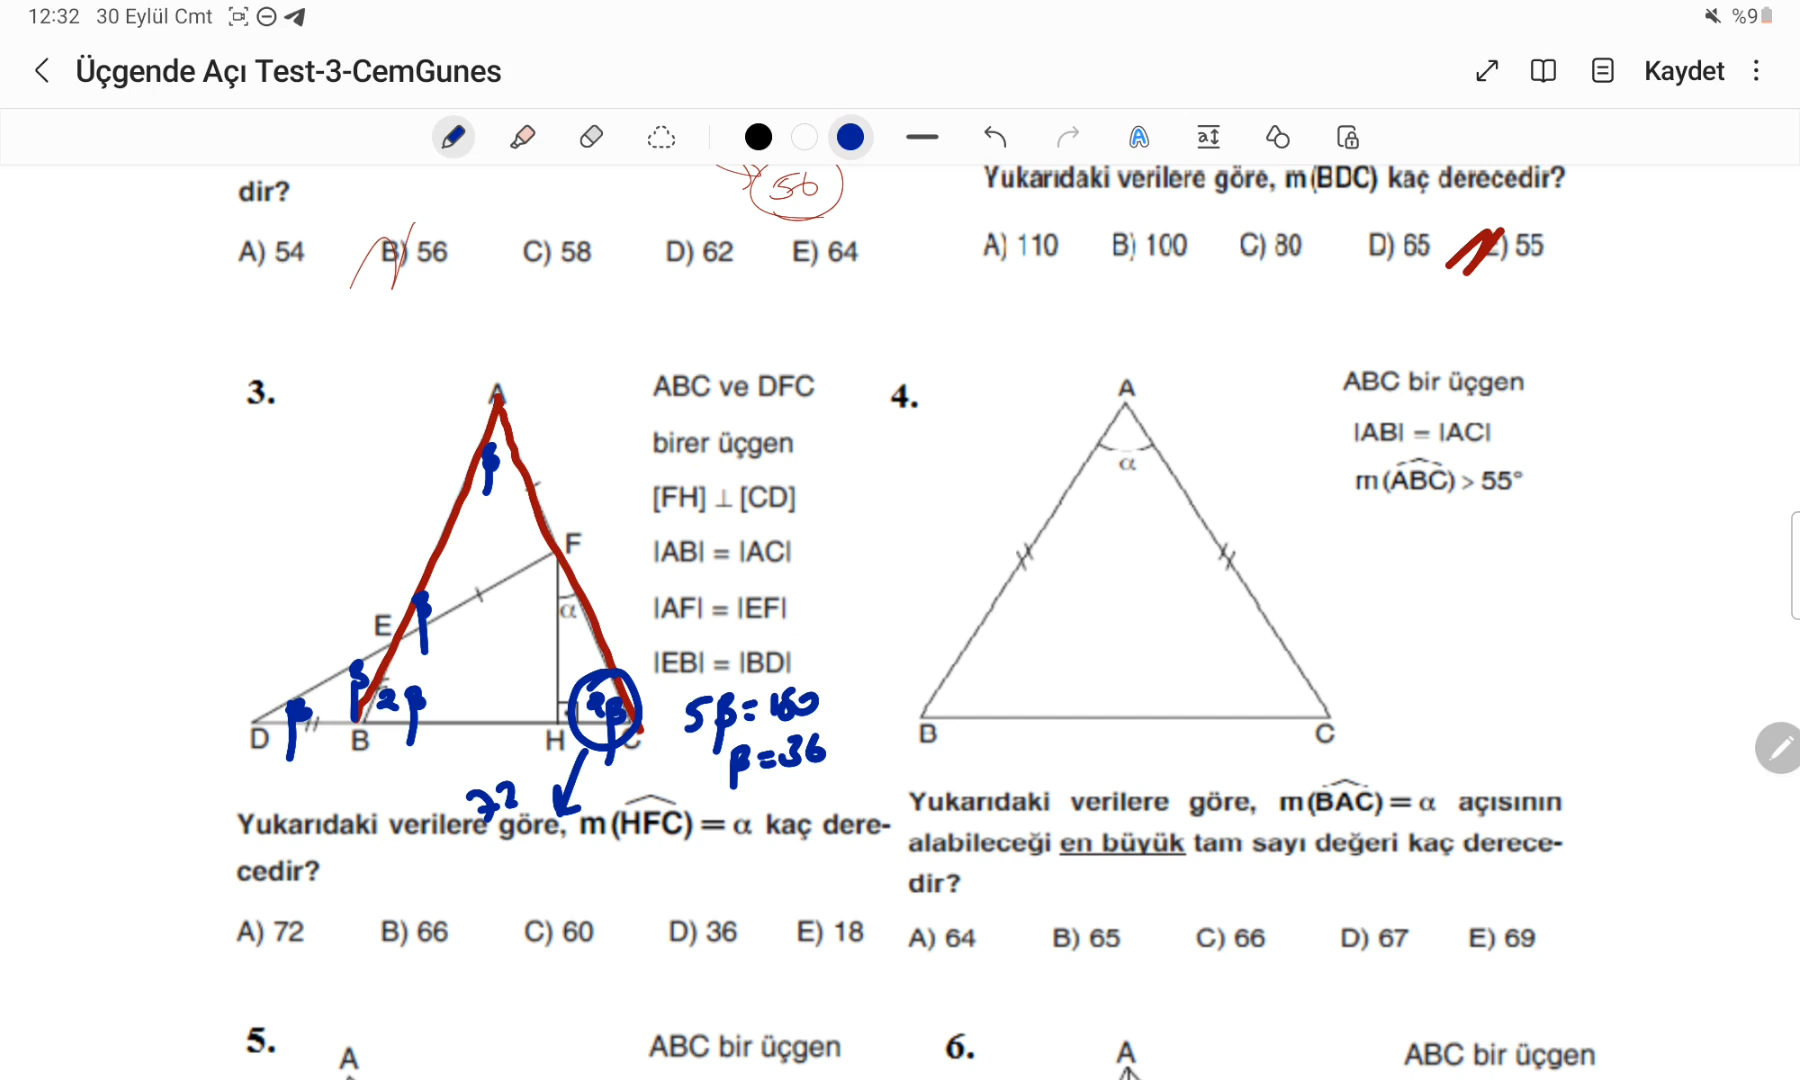 12:32 30 Eylül Cmt
%9
Üçgende Açı Test-3-CemGunes
Kaydet
dir?
56
A) 54 B) 56 C) 58 D) 62 E) 64
Yukarıdaki verilere göre, m(BDC) kaç derecedir?
A) 110 B) 100 C) 80 D) 65 E) 55
3.
A
β
F
α
E
β
β
β
2β
2β
D B H C
ABC ve DFC
birer üçgen
[FH] ⊥ [CD]
|AB| = |AC|
|AF| = |EF|
|EB| = |BD|
5β = 180
β = 36
72
Yukarıdaki verilere göre, m(HFC) = α kaç dere-
cedir?
A) 72 B) 66 C) 60 D) 36 E) 18
4.
A
α
B C
ABC bir üçgen
|AB| = |AC|
m(ABC) > 55°
Yukarıdaki verilere göre, m(BAC) = α açısının
alabileceği en büyük tam sayı değeri kaç derece-
dir?
A) 64 B) 65 C) 66 D) 67 E) 69
5.
A
ABC bir üçgen
6.
A
ABC bir üçgen